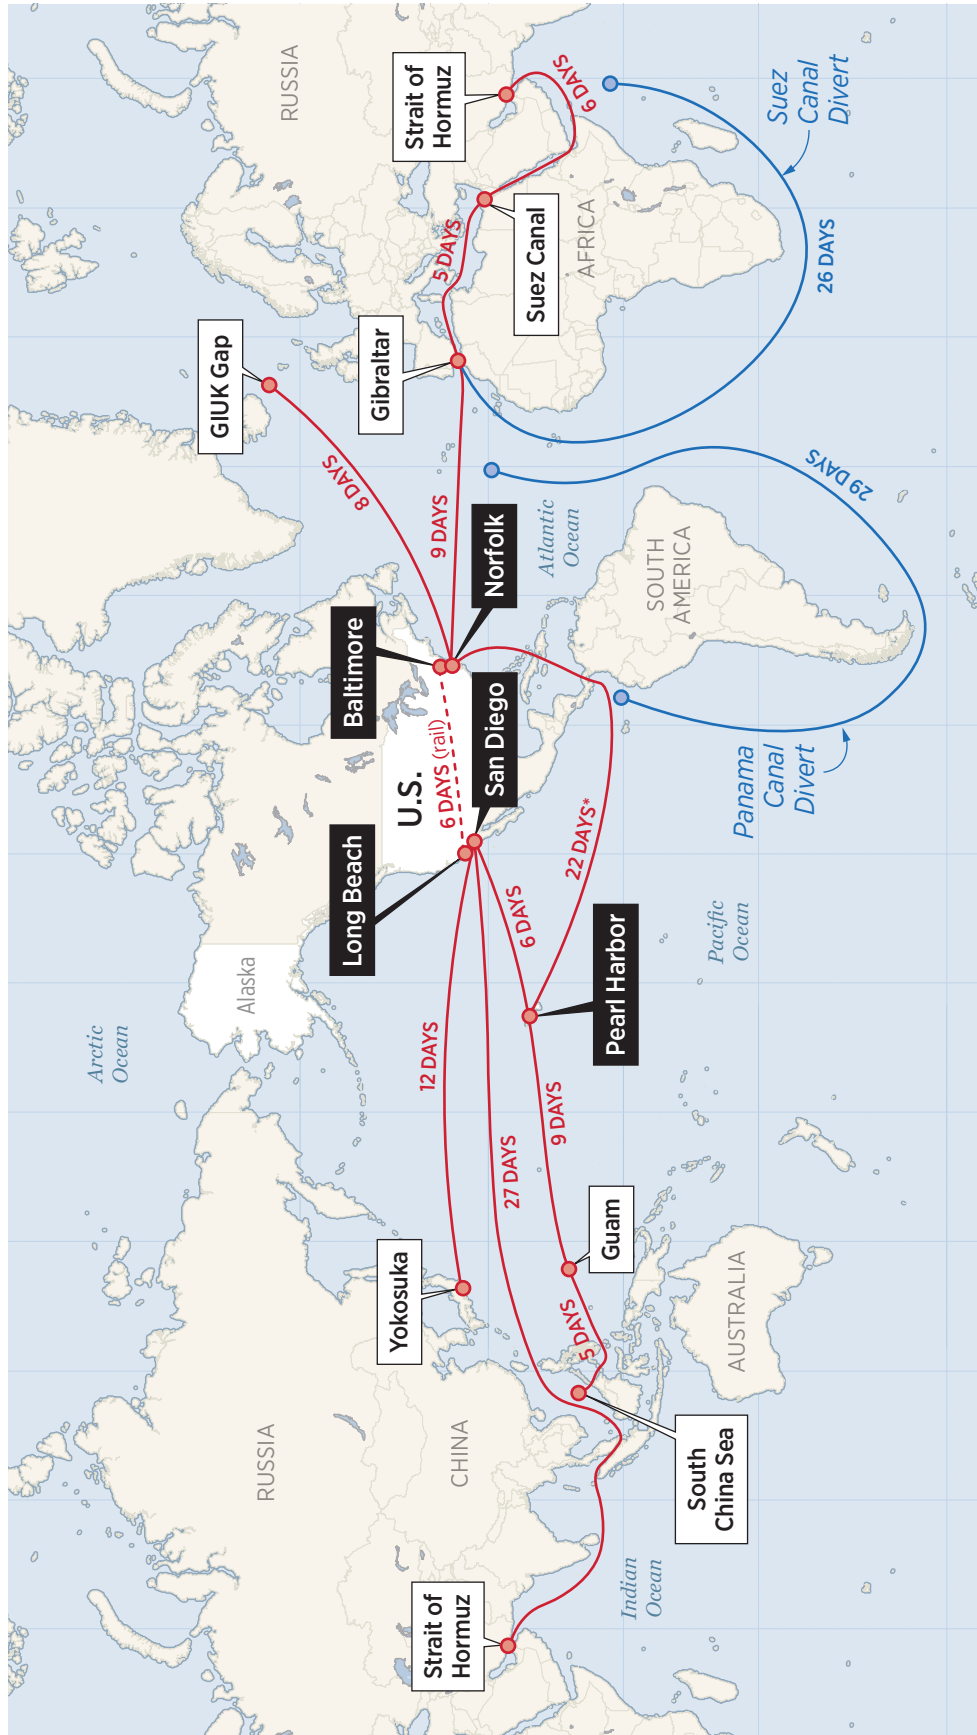 Arctic
Ocean
RUSSIA
RUSSIA
Alaska
GIUK Gap
Strait of
Hormuz
6 DAYS
Baltimore
8 DAYS
Gibraltar
5 DAYS
Long Beach
U.S.
6 DAYS (rail)
9 DAYS
Norfolk
Suez Canal
AFRICA
Yokosuka
12 DAYS
San Diego
Atlantic
Ocean
CHINA
Strait of
Hormuz
27 DAYS
6 DAYS
9 DAYS
22 DAYS*
Guam
5 DAYS
Pearl Harbor
SOUTH
AMERICA
Indian
Ocean
South
China Sea
AUSTRALIA
Pacific
Ocean
Panama
Canal
Divert
29 DAYS
26 DAYS
Suez
Canal
Divert